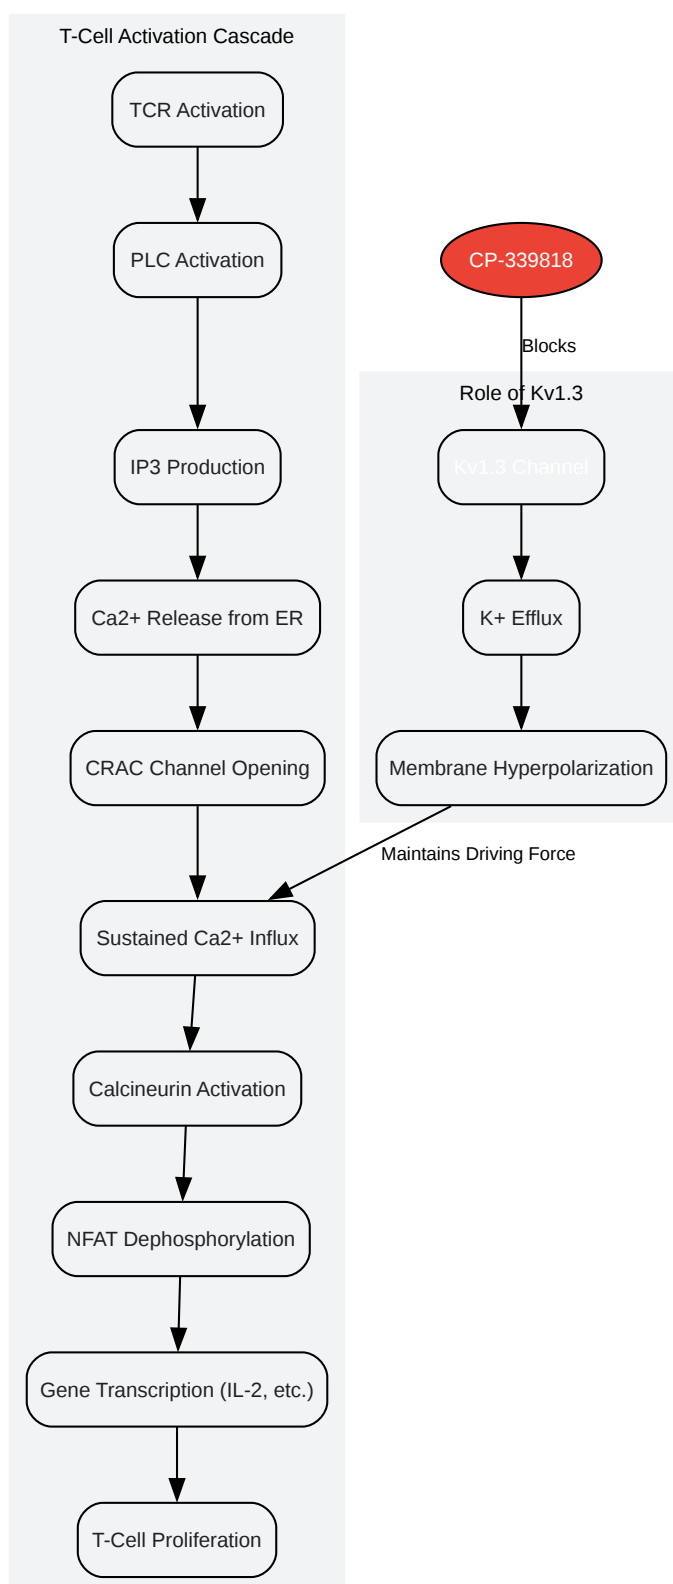 T-Cell Activation Cascade
TCR Activation
PLC Activation
CP-339818
Blocks
Role of Kv1.3
IP3 Production
Kv1.3 Channel
Ca2+ Release from ER
K+ Efflux
CRAC Channel Opening
Membrane Hyperpolarization
Maintains Driving Force
Sustained Ca2+ Influx
Calcineurin Activation
NFAT Dephosphorylation
Gene Transcription (IL-2, etc.)
T-Cell Proliferation